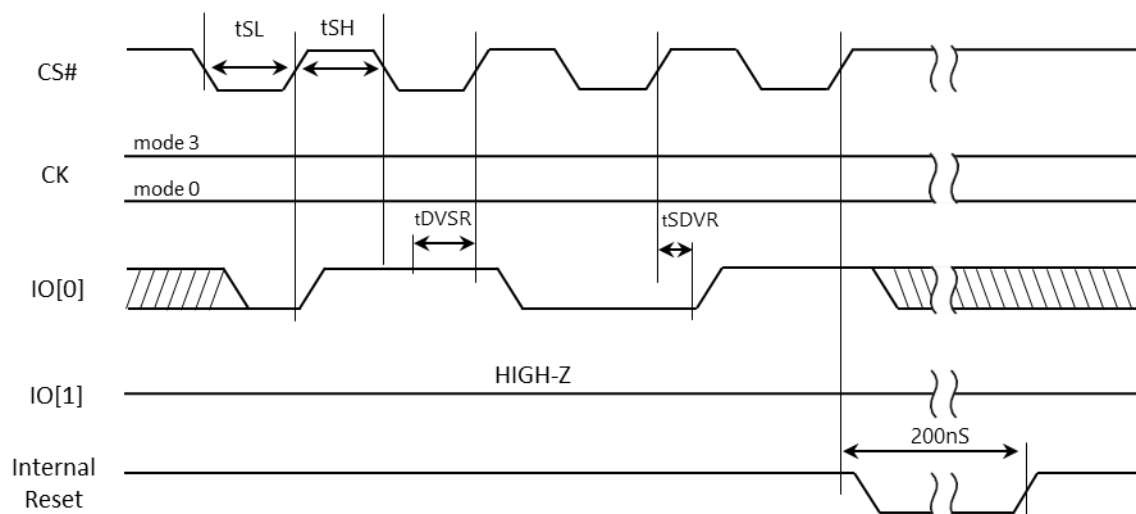 tSL
tSH
CS#
mode 3
CK
mode 0
tDVSR
tSDVR
IO[0]
HIGH-Z
IO[1]
200nS
Internal
Reset